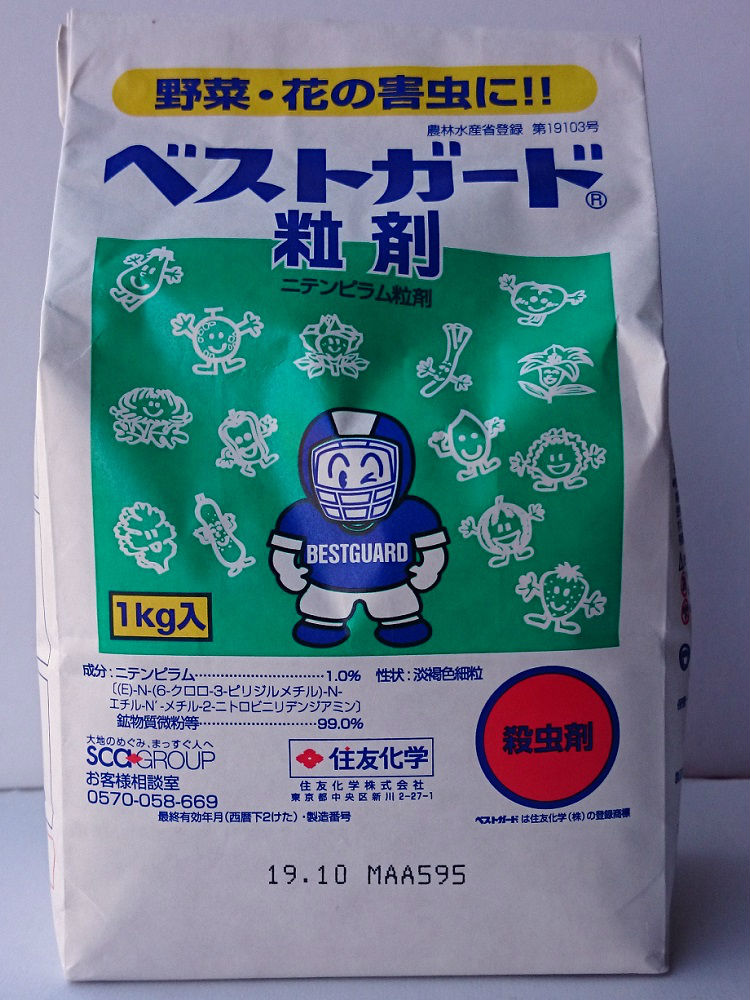 野菜・花の害虫に!!
農林水産省登録 第19103号
ベストガード®
粒剤
ニテンピラム粒剤
BESTGUARD
1kg入
成分:ニテンピラム……………………1.0% 性状:淡褐色細粒
〔(E)-N-(6-クロロ-3-ピリジルメチル)-N-
エチル-N'-メチル-2-ニトロビニリデンジアミン〕
鉱物質微粉等……………………99.0%
殺虫剤
大地のめぐみ、まっすぐ人へ
SCC GROUP
お客様相談室
0570-058-669
住友化学
住友化学株式会社
東京都中央区新川2-27-1
最終有効年月(西暦下2けた)・製造番号
ベストガードは住友化学(株)の登録商標
19.10 MAA595